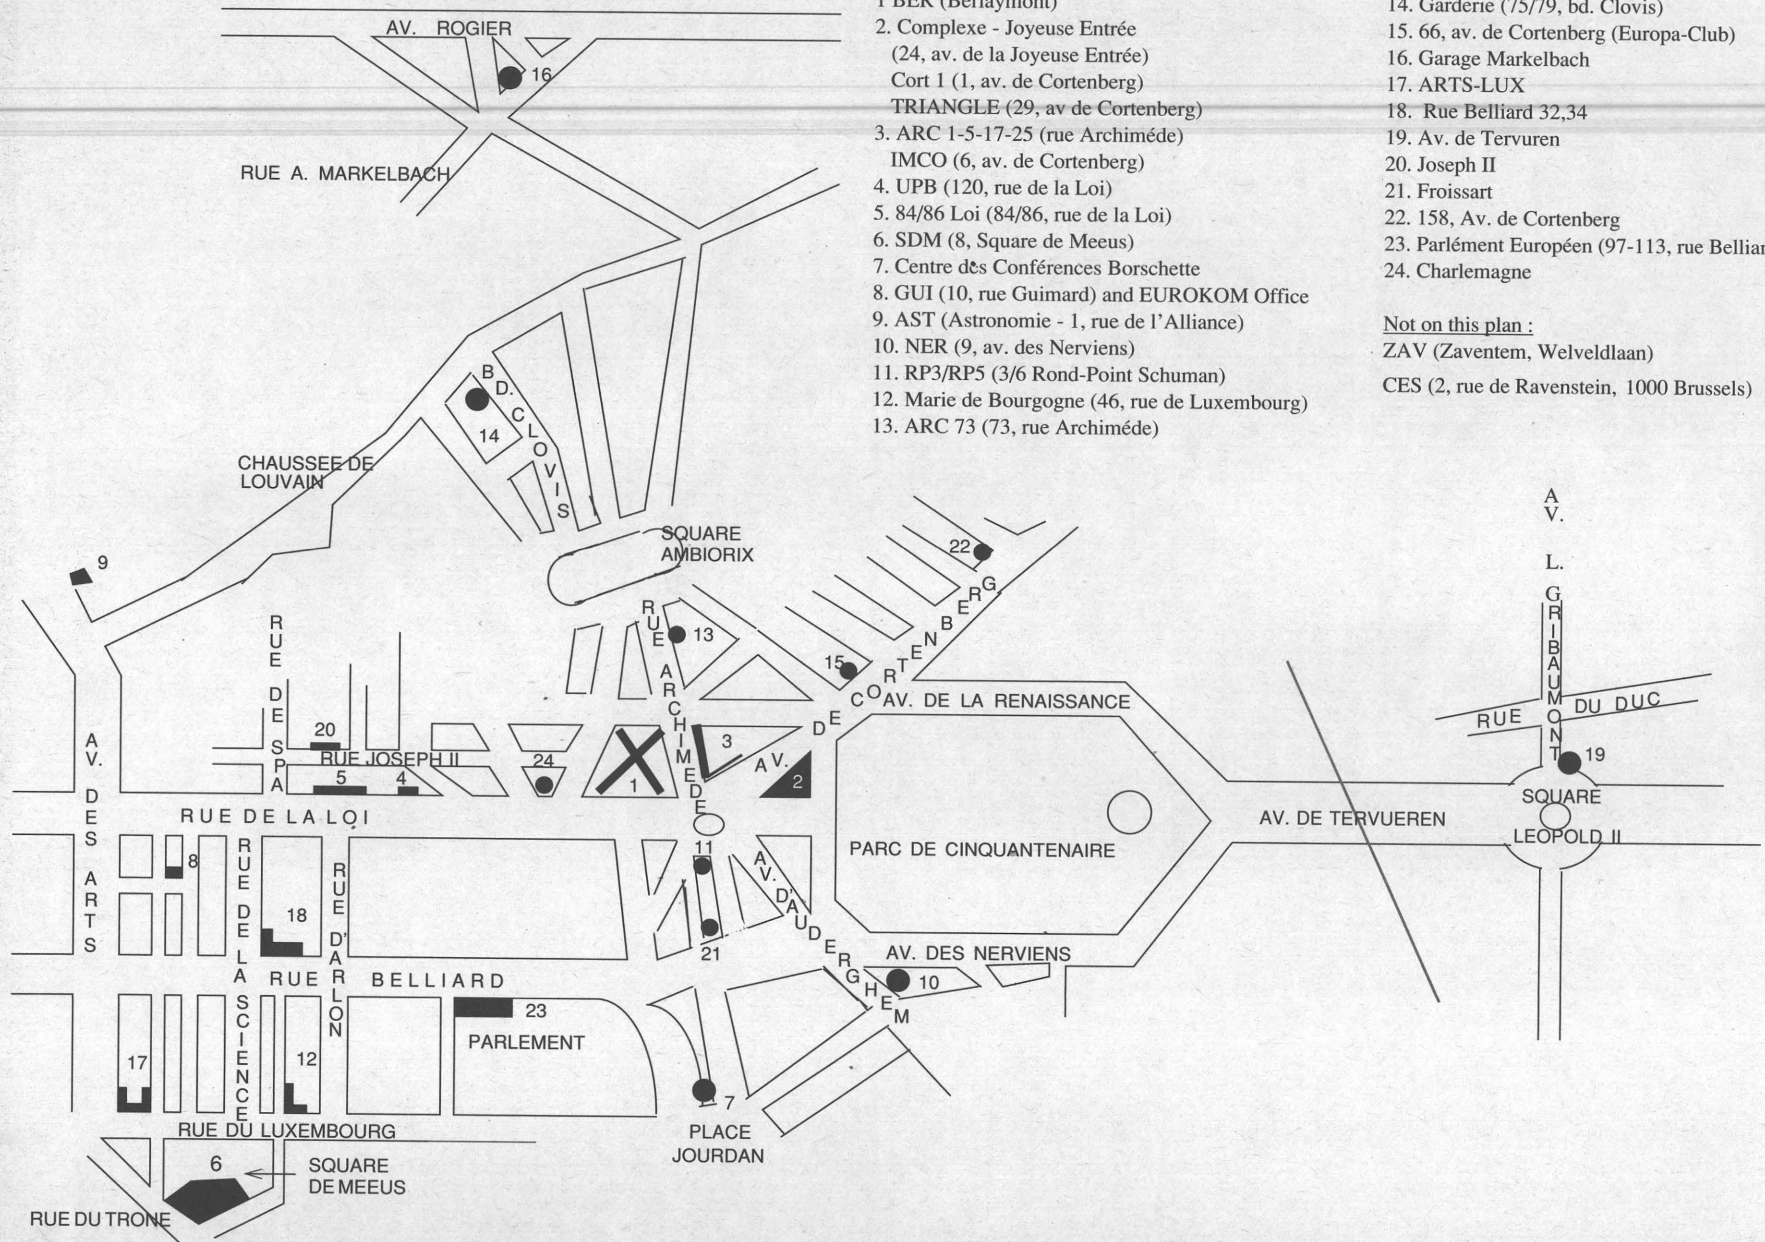 1 BER (Berlaymont)
2. Complexe - Joyeuse Entrée
(24, av. de la Joyeuse Entrée)
Cort 1 (1, av. de Cortenberg)
TRIANGLE (29, av de Cortenberg)
3. ARC 1-5-17-25 (rue Archiméde)
IMCO (6, av. de Cortenberg)
4. UPB (120, rue de la Loi)
5. 84/86 Loi (84/86, rue de la Loi)
6. SDM (8, Square de Meeus)
7. Centre des Conférences Borschette
8. GUI (10, rue Guimard) and EUROKOM Office
9. AST (Astronomie - 1, rue de l'Alliance)
10. NER (9, av. des Nerviens)
11. RP3/RP5 (3/6 Rond-Point Schuman)
12. Marie de Bourgogne (46, rue de Luxembourg)
13. ARC 73 (73, rue Archiméde)
14. Garderie (75/79, bd. Clovis)
15. 66, av. de Cortenberg (Europa-Club)
16. Garage Markelbach
17. ARTS-LUX
18. Rue Belliard 32,34
19. Av. de Tervuren
20. Joseph II
21. Froissart
22. 158, Av. de Cortenberg
23. Parlément Européen (97-113, rue Belliar
24. Charlemagne
Not on this plan :
ZAV (Zaventem, Welveldlaan)
CES (2, rue de Ravenstein, 1000 Brussels)
AV. ROGIER
16
RUE A. MARKELBACH
BD. CLOVIS
14
CHAUSSEE DE
LOUVAIN
SQUARE
AMBIORIX
9
22
AV. L. GRIBAUMONT
RUE DE SPA
RUE ARCHIMEDE
13
15
AV. DE CORTENBERG
AV. DE LA RENAISSANCE
RUE DU DUC
20
RUE JOSEPH II
5
4
24
1
3
2
19
AV. DES ARTS
RUE DE LA LOI
SQUARE
LEOPOLD II
AV. DE TERVUEREN
8
RUE DE LA SCIENCE
RUE D'ARLON
11
AV. D'AUDERGHEM
PARC DE CINQUANTENAIRE
18
21
AV. DES NERVIENS
RUE BELLIARD
10
23
PARLEMENT
17
12
7
PLACE
JOURDAN
RUE DU LUXEMBOURG
6
SQUARE
DE MEEUS
RUE DU TRONE